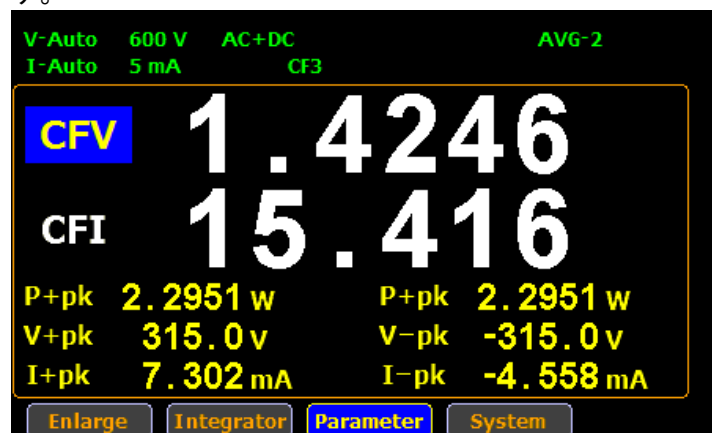 す。
V-Auto 600 V AC+DC AVG-2
I-Auto 5 mA CF3
CFV 1.4246
CFI 15.416
P+pk 2.2951 W P+pk 2.2951 W
V+pk 315.0 V V-pk -315.0 V
I+pk 7.302 mA I-pk -4.558 mA
Enlarge Integrator Parameter System